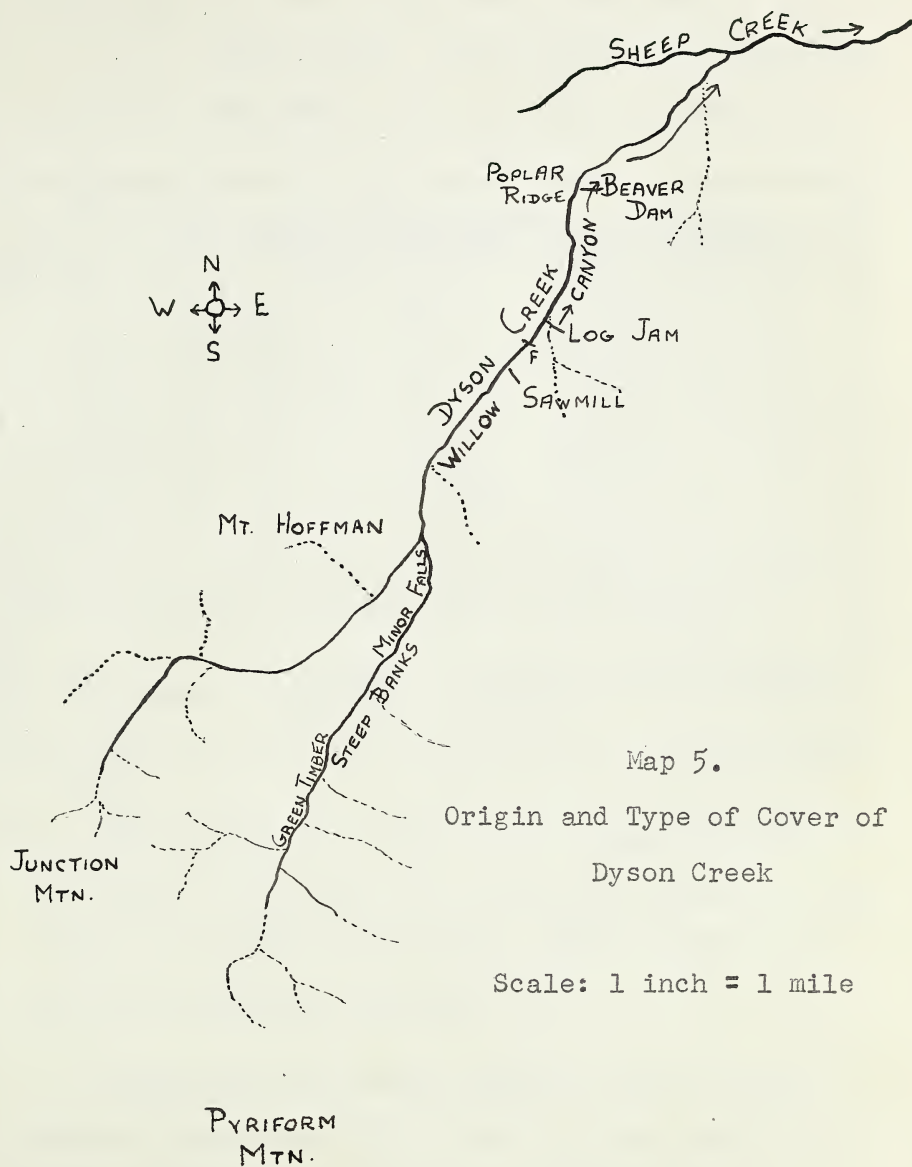 SHEEP CREEK
POPLAR
RIDGE
BEAVER
DAM
CANYON
N
W E
S
DYSON CREEK
LOG JAM
F
SAWMILL
WILLOW
MT. HOFFMAN
MINOR FALLS
STEEP BANKS
GREEN TIMBER
JUNCTION
MTN.
Map 5.
Origin and Type of Cover of
Dyson Creek
Scale: 1 inch = 1 mile
PYRIFORM
MTN.